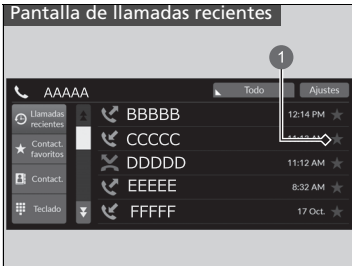 Pantalla de llamadas recientes
1
AAAAA
Todo
Ajustes
Llamadas
recientes
Contact.
favoritos
Contact.
Teclado
BBBBB
12:14 PM
CCCCC
DDDDD
11:12 AM
EEEEE
8:32 AM
FFFFF
17 Oct.